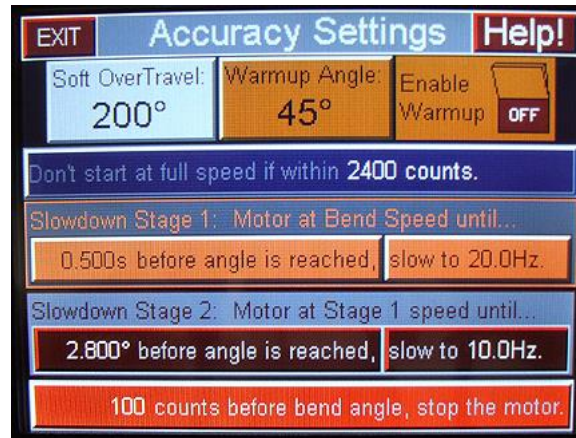 EXIT Accuracy Settings Help!
Soft OverTravel: Warmup Angle: Enable
200° 45° Warmup OFF
Don't start at full speed if within 2400 counts.
Slowdown Stage 1: Motor at Bend Speed until...
0.500s before angle is reached, slow to 20.0Hz.
Slowdown Stage 2: Motor at Stage 1 speed until...
2.800° before angle is reached, slow to 10.0Hz.
100 counts before bend angle, stop the motor.